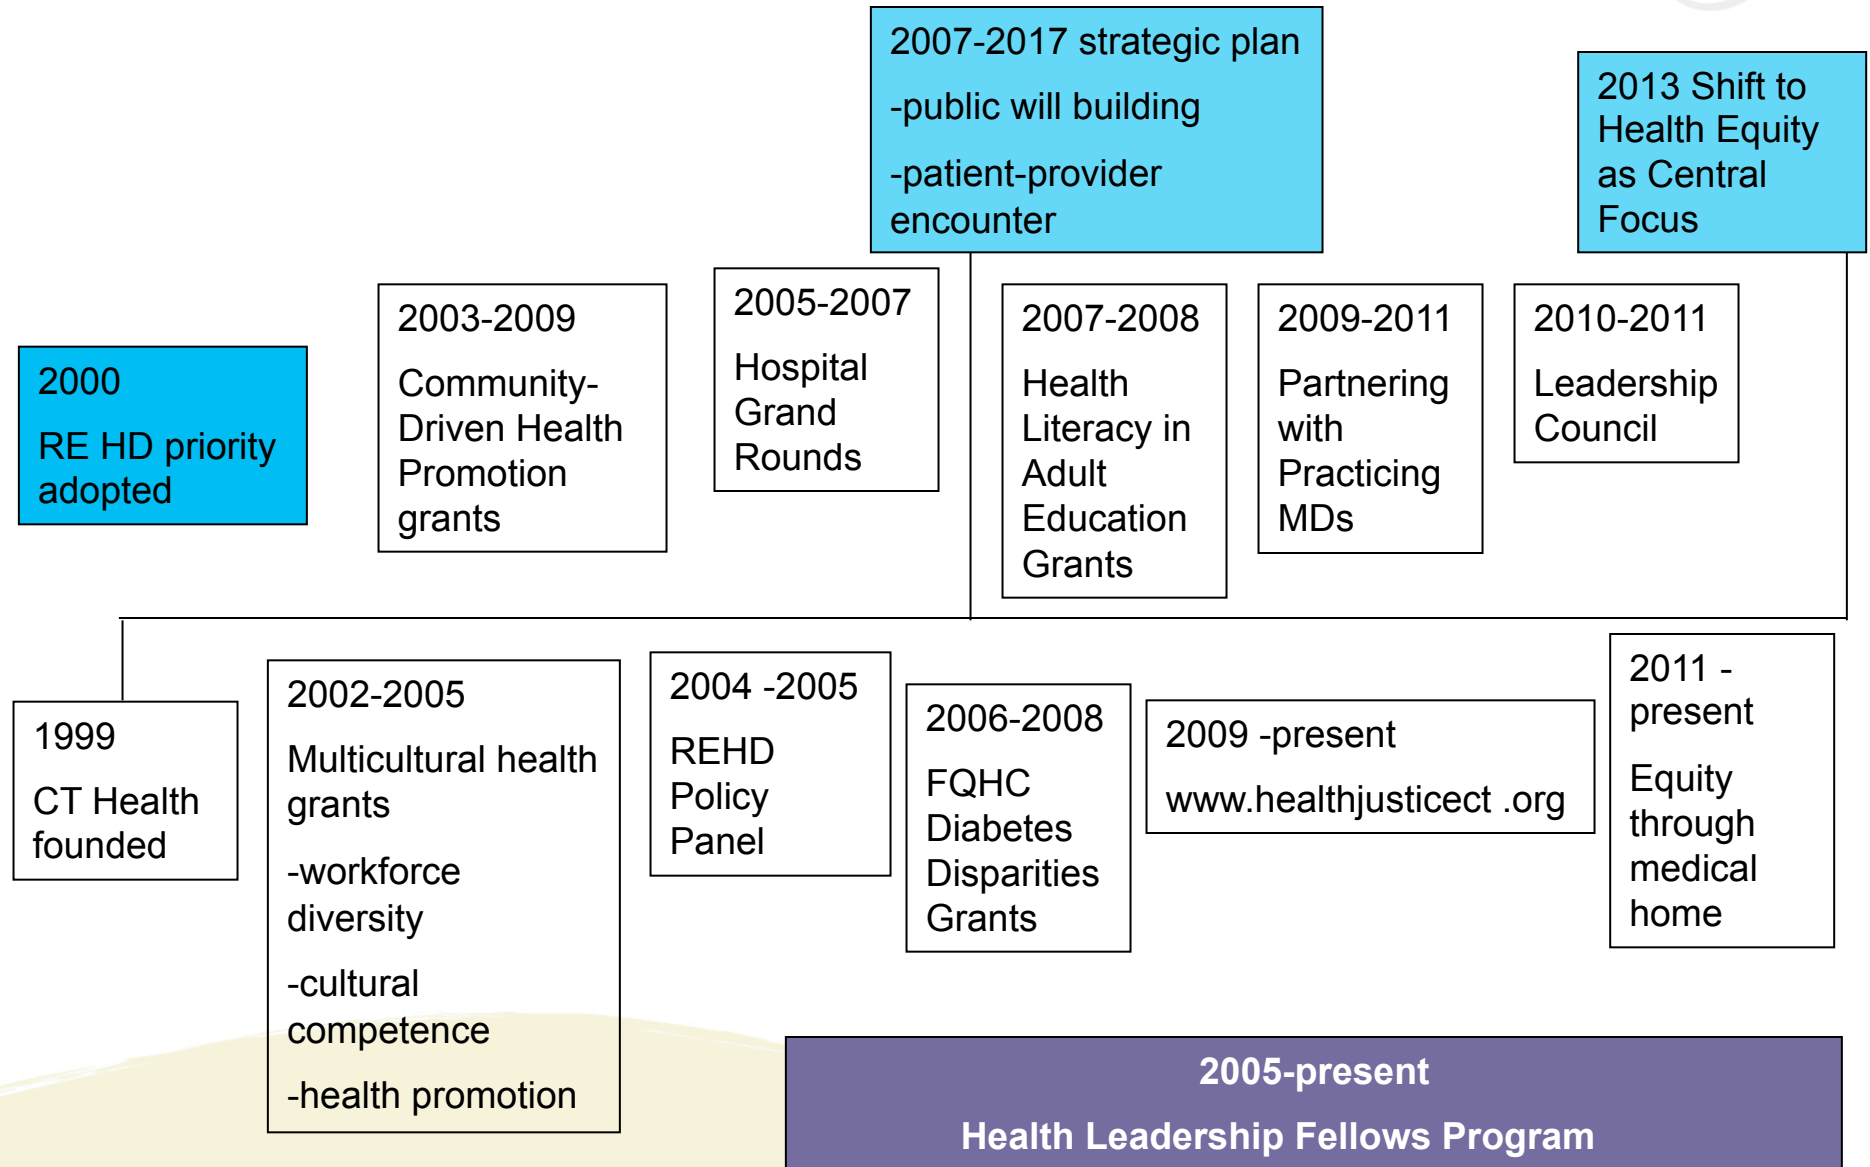 2007-2017 strategic plan
-public will building
-patient-provider
encounter
2013 Shift to
Health Equity
as Central
Focus
2000
RE HD priority
adopted
2003-2009
Community-
Driven Health
Promotion
grants
2005-2007
Hospital
Grand
Rounds
2007-2008
Health
Literacy in
Adult
Education
Grants
2009-2011
Partnering
with
Practicing
MDs
2010-2011
Leadership
Council
1999
CT Health
founded
2002-2005
Multicultural health
grants
-workforce
diversity
-cultural
competence
-health promotion
2004 -2005
REHD
Policy
Panel
2006-2008
FQHC
Diabetes
Disparities
Grants
2009 -present
www.healthjusticect .org
2011 -
present
Equity
through
medical
home
2005-present
Health Leadership Fellows Program